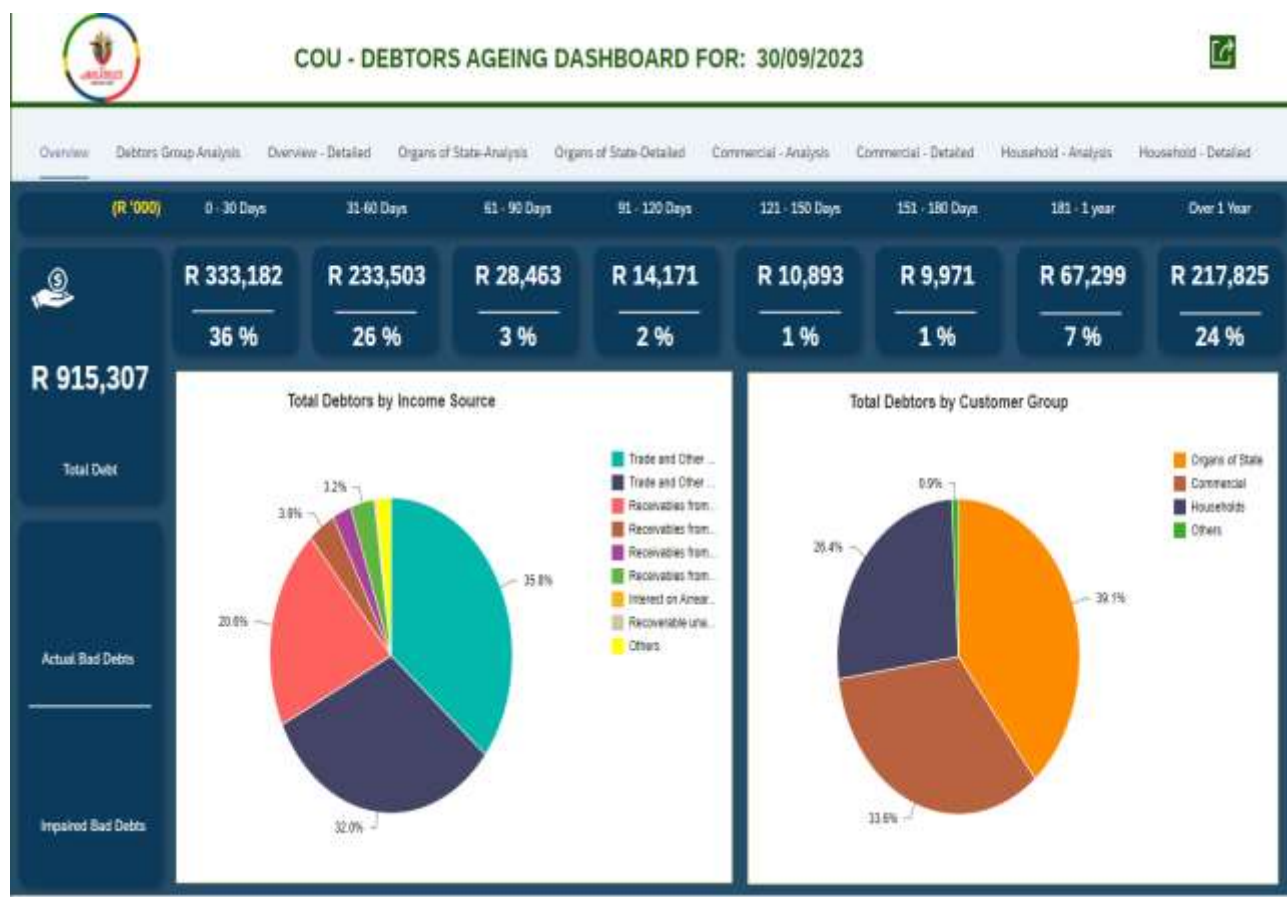 COU - DEBTORS AGEING DASHBOARD FOR: 30/09/2023
Overview Debtors Group Analysis Overview - Detailed Organs of State-Analysis Organs of State-Detailed Commercial - Analysis Commercial - Detailed Household - Analysis Household - Detailed
(R '000) 0 - 30 Days 31-60 Days 61 - 90 Days 91 - 120 Days 121 - 150 Days 151 - 180 Days 181 - 1 year Over 1 Year
R 333,182 R 233,503 R 28,463 R 14,171 R 10,893 R 9,971 R 67,299 R 217,825
36 % 26 % 3 % 2 % 1 % 1 % 7 % 24 %
R 915,307
Total Debt
Actual Bad Debts
Impaired Bad Debts
Total Debtors by Income Source
Trade and Other ...
Trade and Other ...
Receivables from...
Receivables from...
Receivables from...
Receivables from...
Interest on Arrear...
Recoverable una...
Others
3.2%
3.8%
35.8%
20.6%
32.0%
Total Debtors by Customer Group
Organs of State
Commercial
Households
Others
0.9%
26.4%
39.1%
33.6%